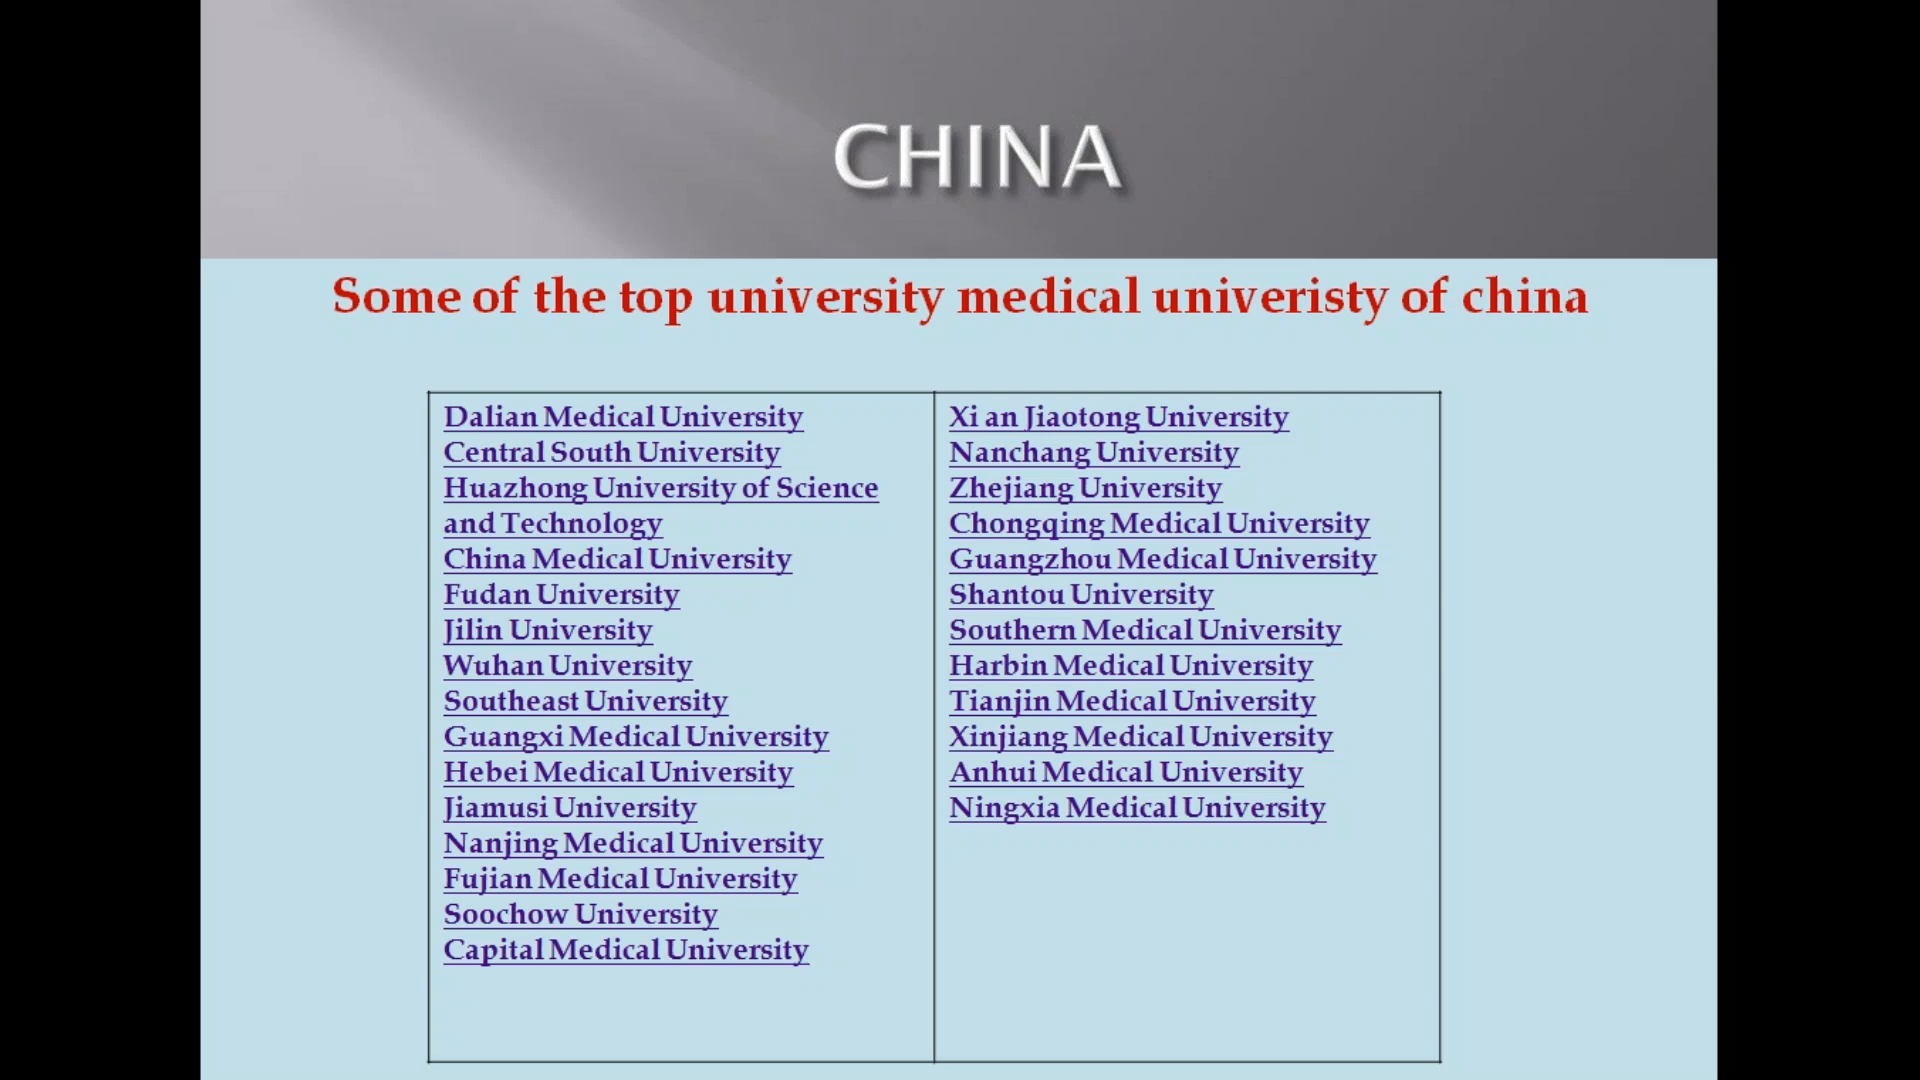 CHINA
Some of the top university medical univeristy of china
Dalian Medical University
Central South University
Huazhong University of Science
and Technology
China Medical University
Fudan University
Jilin University
Wuhan University
Southeast University
Guangxi Medical University
Hebei Medical University
Jiamusi University
Nanjing Medical University
Fujian Medical University
Soochow University
Capital Medical University
Xi an Jiaotong University
Nanchang University
Zhejiang University
Chongqing Medical University
Guangzhou Medical University
Shantou University
Southern Medical University
Harbin Medical University
Tianjin Medical University
Xinjiang Medical University
Anhui Medical University
Ningxia Medical University